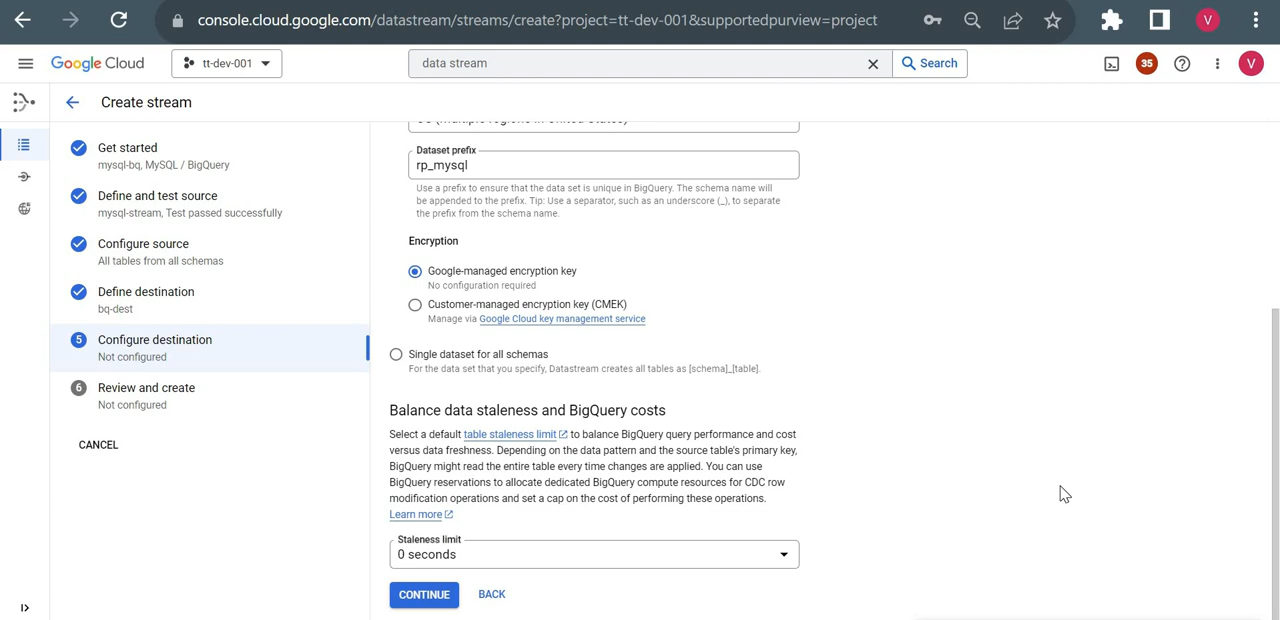 console.cloud.google.com/datastream/streams/create?project=tt-dev-001&supportedpurview=project
V
Google Cloud
tt-dev-001
data stream
Search
35
V
Create stream
Get started
mysql-bq, MySQL / BigQuery
Define and test source
mysql-stream, Test passed successfully
Configure source
All tables from all schemas
Define destination
bq-dest
5
Configure destination
Not configured
6
Review and create
Not configured
CANCEL
US (multiple regions in United States)
Dataset prefix
rp_mysql
Use a prefix to ensure that the data set is unique in BigQuery. The schema name will
be appended to the prefix. Tip: Use a separator, such as an underscore (_), to separate
the prefix from the schema name.
Encryption
Google-managed encryption key
No configuration required
Customer-managed encryption key (CMEK)
Manage via Google Cloud key management service
Single dataset for all schemas
For the data set that you specify, Datastream creates all tables as [schema]_[table].
Balance data staleness and BigQuery costs
Select a default table staleness limit to balance BigQuery query performance and cost
versus data freshness. Depending on the data pattern and the source table's primary key,
BigQuery might read the entire table every time changes are applied. You can use
BigQuery reservations to allocate dedicated BigQuery compute resources for CDC row
modification operations and set a cap on the cost of performing these operations.
Learn more
Staleness limit
0 seconds
CONTINUE
BACK